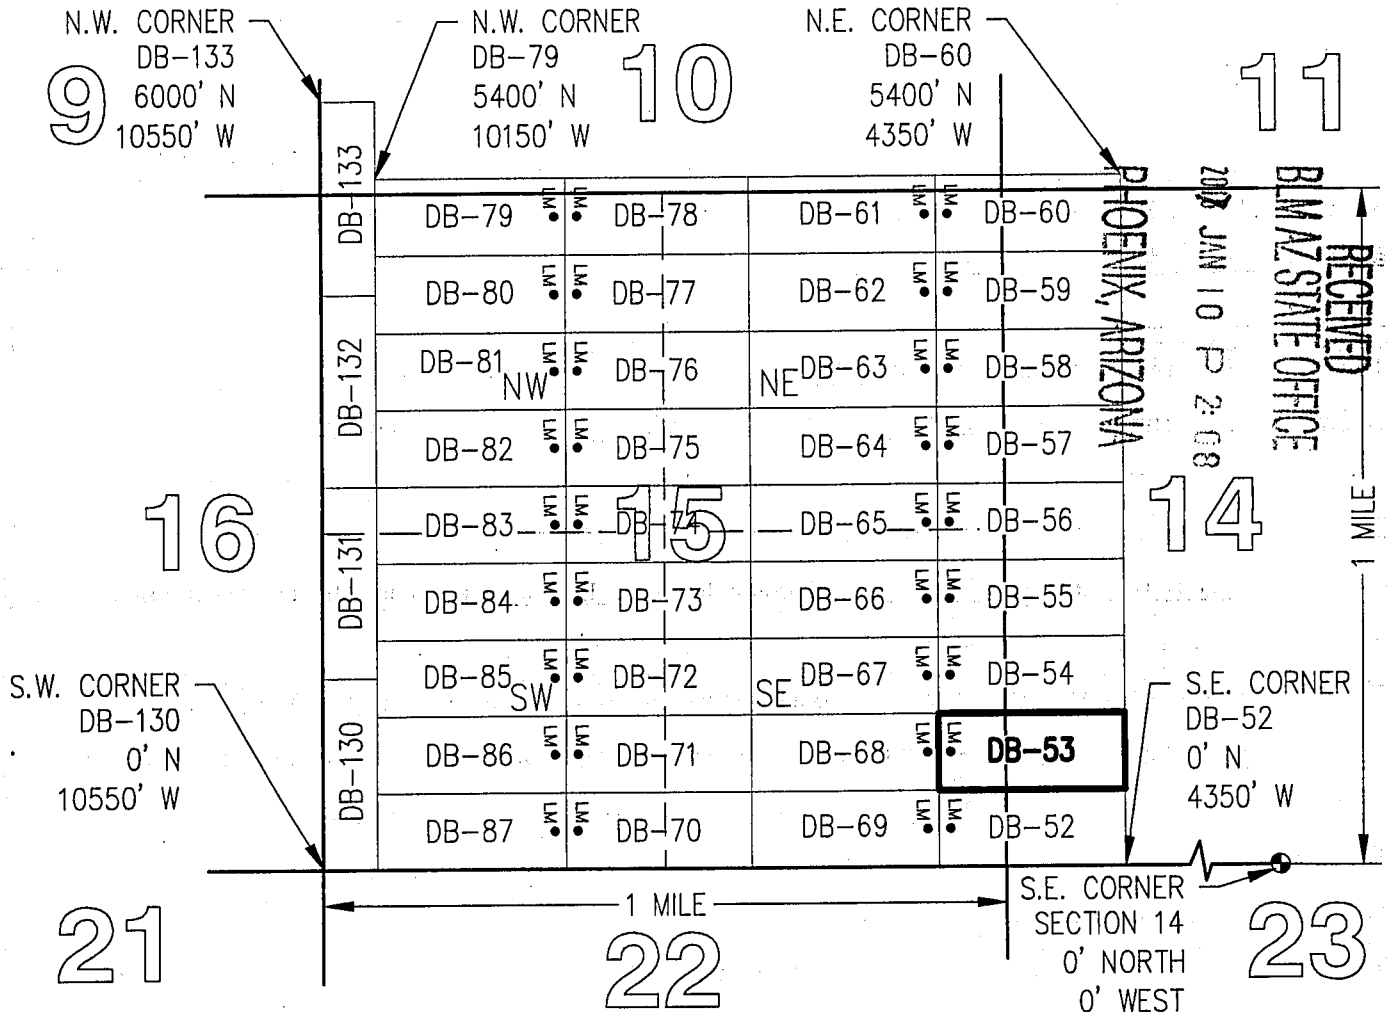 N.W. CORNER
DB-133
6000' N
10550' W
N.W. CORNER
DB-79
5400' N
10150' W
N.E. CORNER
DB-60
5400' N
4350' W
9
10
11
RECEIVED
BLM AZ STATE OFFICE
JAN 10 P 2:08
PHOENIX, ARIZONA
DB-133
DB-132
DB-131
DB-130
DB-79 LM LM DB-78 DB-61 LM LM DB-60
DB-80 LM LM DB-77 DB-62 LM LM DB-59
DB-81 NW LM LM DB-76 NE DB-63 LM LM DB-58
DB-82 LM LM DB-75 DB-64 LM LM DB-57
DB-83 LM LM DB-74 DB-65 LM LM DB-56
DB-84 LM LM DB-73 DB-66 LM LM DB-55
DB-85 SW LM LM DB-72 SE DB-67 LM LM DB-54
DB-86 LM LM DB-71 DB-68 LM LM DB-53
DB-87 LM LM DB-70 DB-69 LM LM DB-52
16
15
14
1 MILE
S.W. CORNER
DB-130
0' N
10550' W
S.E. CORNER
DB-52
0' N
4350' W
1 MILE
S.E. CORNER
SECTION 14
0' NORTH
0' WEST
21
22
23